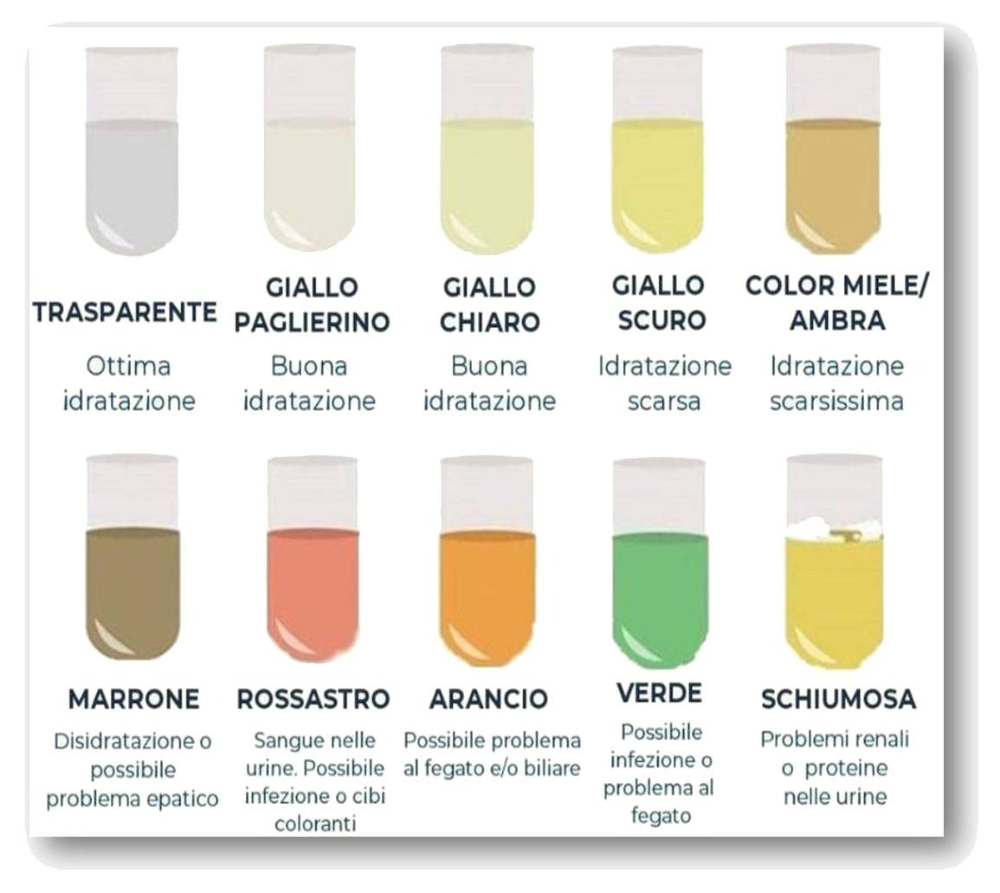 TRASPARENTE
Ottima
idratazione
GIALLO
PAGLIERINO
Buona
idratazione
GIALLO
CHIARO
Buona
idratazione
GIALLO
SCURO
Idratazione
scarsa
COLOR MIELE/
AMBRA
Idratazione
scarsissima
MARRONE
Disidratazione o
possibile
problema epatico
ROSSASTRO
Sangue nelle
urine. Possibile
infezione o cibi
coloranti
ARANCIO
Possibile problema
al fegato e/o biliare
VERDE
Possibile
infezione o
problema al
fegato
SCHIUMOSA
Problemi renali
o proteine
nelle urine